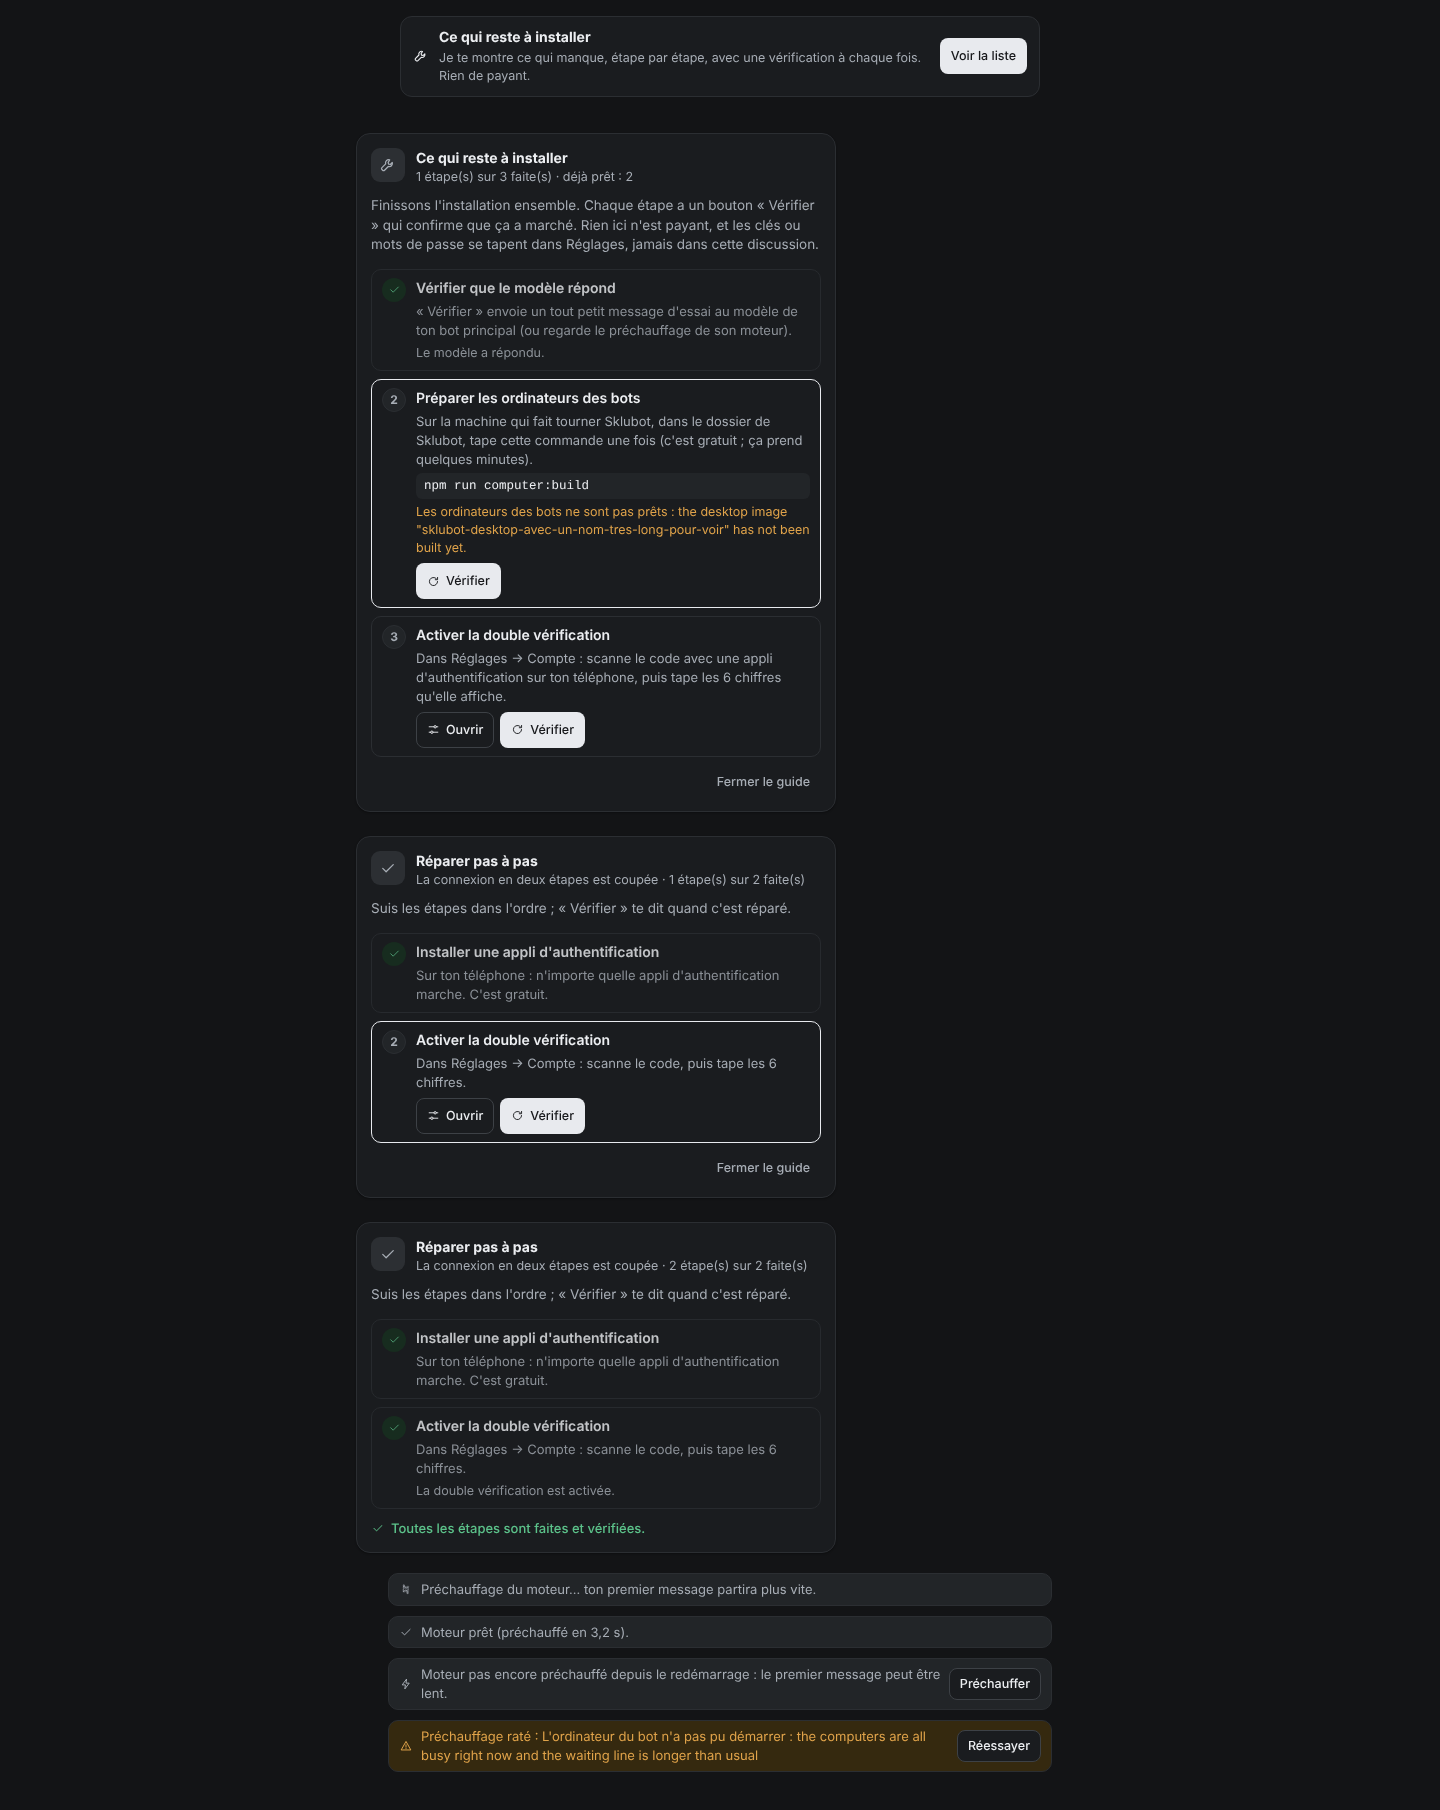 Ce qui reste à installer
Je te montre ce qui manque, étape par étape, avec une vérification à chaque fois.
Rien de payant.
Voir la liste
Ce qui reste à installer
1 étape(s) sur 3 faite(s) · déjà prêt : 2
Finissons l'installation ensemble. Chaque étape a un bouton « Vérifier
» qui confirme que ça a marché. Rien ici n'est payant, et les clés ou
mots de passe se tapent dans Réglages, jamais dans cette discussion.
Vérifier que le modèle répond
« Vérifier » envoie un tout petit message d'essai au modèle de
ton bot principal (ou regarde le préchauffage de son moteur).
Le modèle a répondu.
2
Préparer les ordinateurs des bots
Sur la machine qui fait tourner Sklubot, dans le dossier de
Sklubot, tape cette commande une fois (c'est gratuit ; ça prend
quelques minutes).
npm run computer:build
Les ordinateurs des bots ne sont pas prêts : the desktop image
"sklubot-desktop-avec-un-nom-tres-long-pour-voir" has not been
built yet.
Vérifier
3
Activer la double vérification
Dans Réglages → Compte : scanne le code avec une appli
d'authentification sur ton téléphone, puis tape les 6 chiffres
qu'elle affiche.
Ouvrir
Vérifier
Fermer le guide
Réparer pas à pas
La connexion en deux étapes est coupée · 1 étape(s) sur 2 faite(s)
Suis les étapes dans l'ordre ; « Vérifier » te dit quand c'est réparé.
Installer une appli d'authentification
Sur ton téléphone : n'importe quelle appli d'authentification
marche. C'est gratuit.
2
Activer la double vérification
Dans Réglages → Compte : scanne le code, puis tape les 6
chiffres.
Ouvrir
Vérifier
Fermer le guide
Réparer pas à pas
La connexion en deux étapes est coupée · 2 étape(s) sur 2 faite(s)
Suis les étapes dans l'ordre ; « Vérifier » te dit quand c'est réparé.
Installer une appli d'authentification
Sur ton téléphone : n'importe quelle appli d'authentification
marche. C'est gratuit.
Activer la double vérification
Dans Réglages → Compte : scanne le code, puis tape les 6
chiffres.
La double vérification est activée.
Toutes les étapes sont faites et vérifiées.
Préchauffage du moteur… ton premier message partira plus vite.
Moteur prêt (préchauffé en 3,2 s).
Moteur pas encore préchauffé depuis le redémarrage : le premier message peut être
lent.
Préchauffer
Préchauffage raté : L'ordinateur du bot n'a pas pu démarrer : the computers are all
busy right now and the waiting line is longer than usual
Réessayer